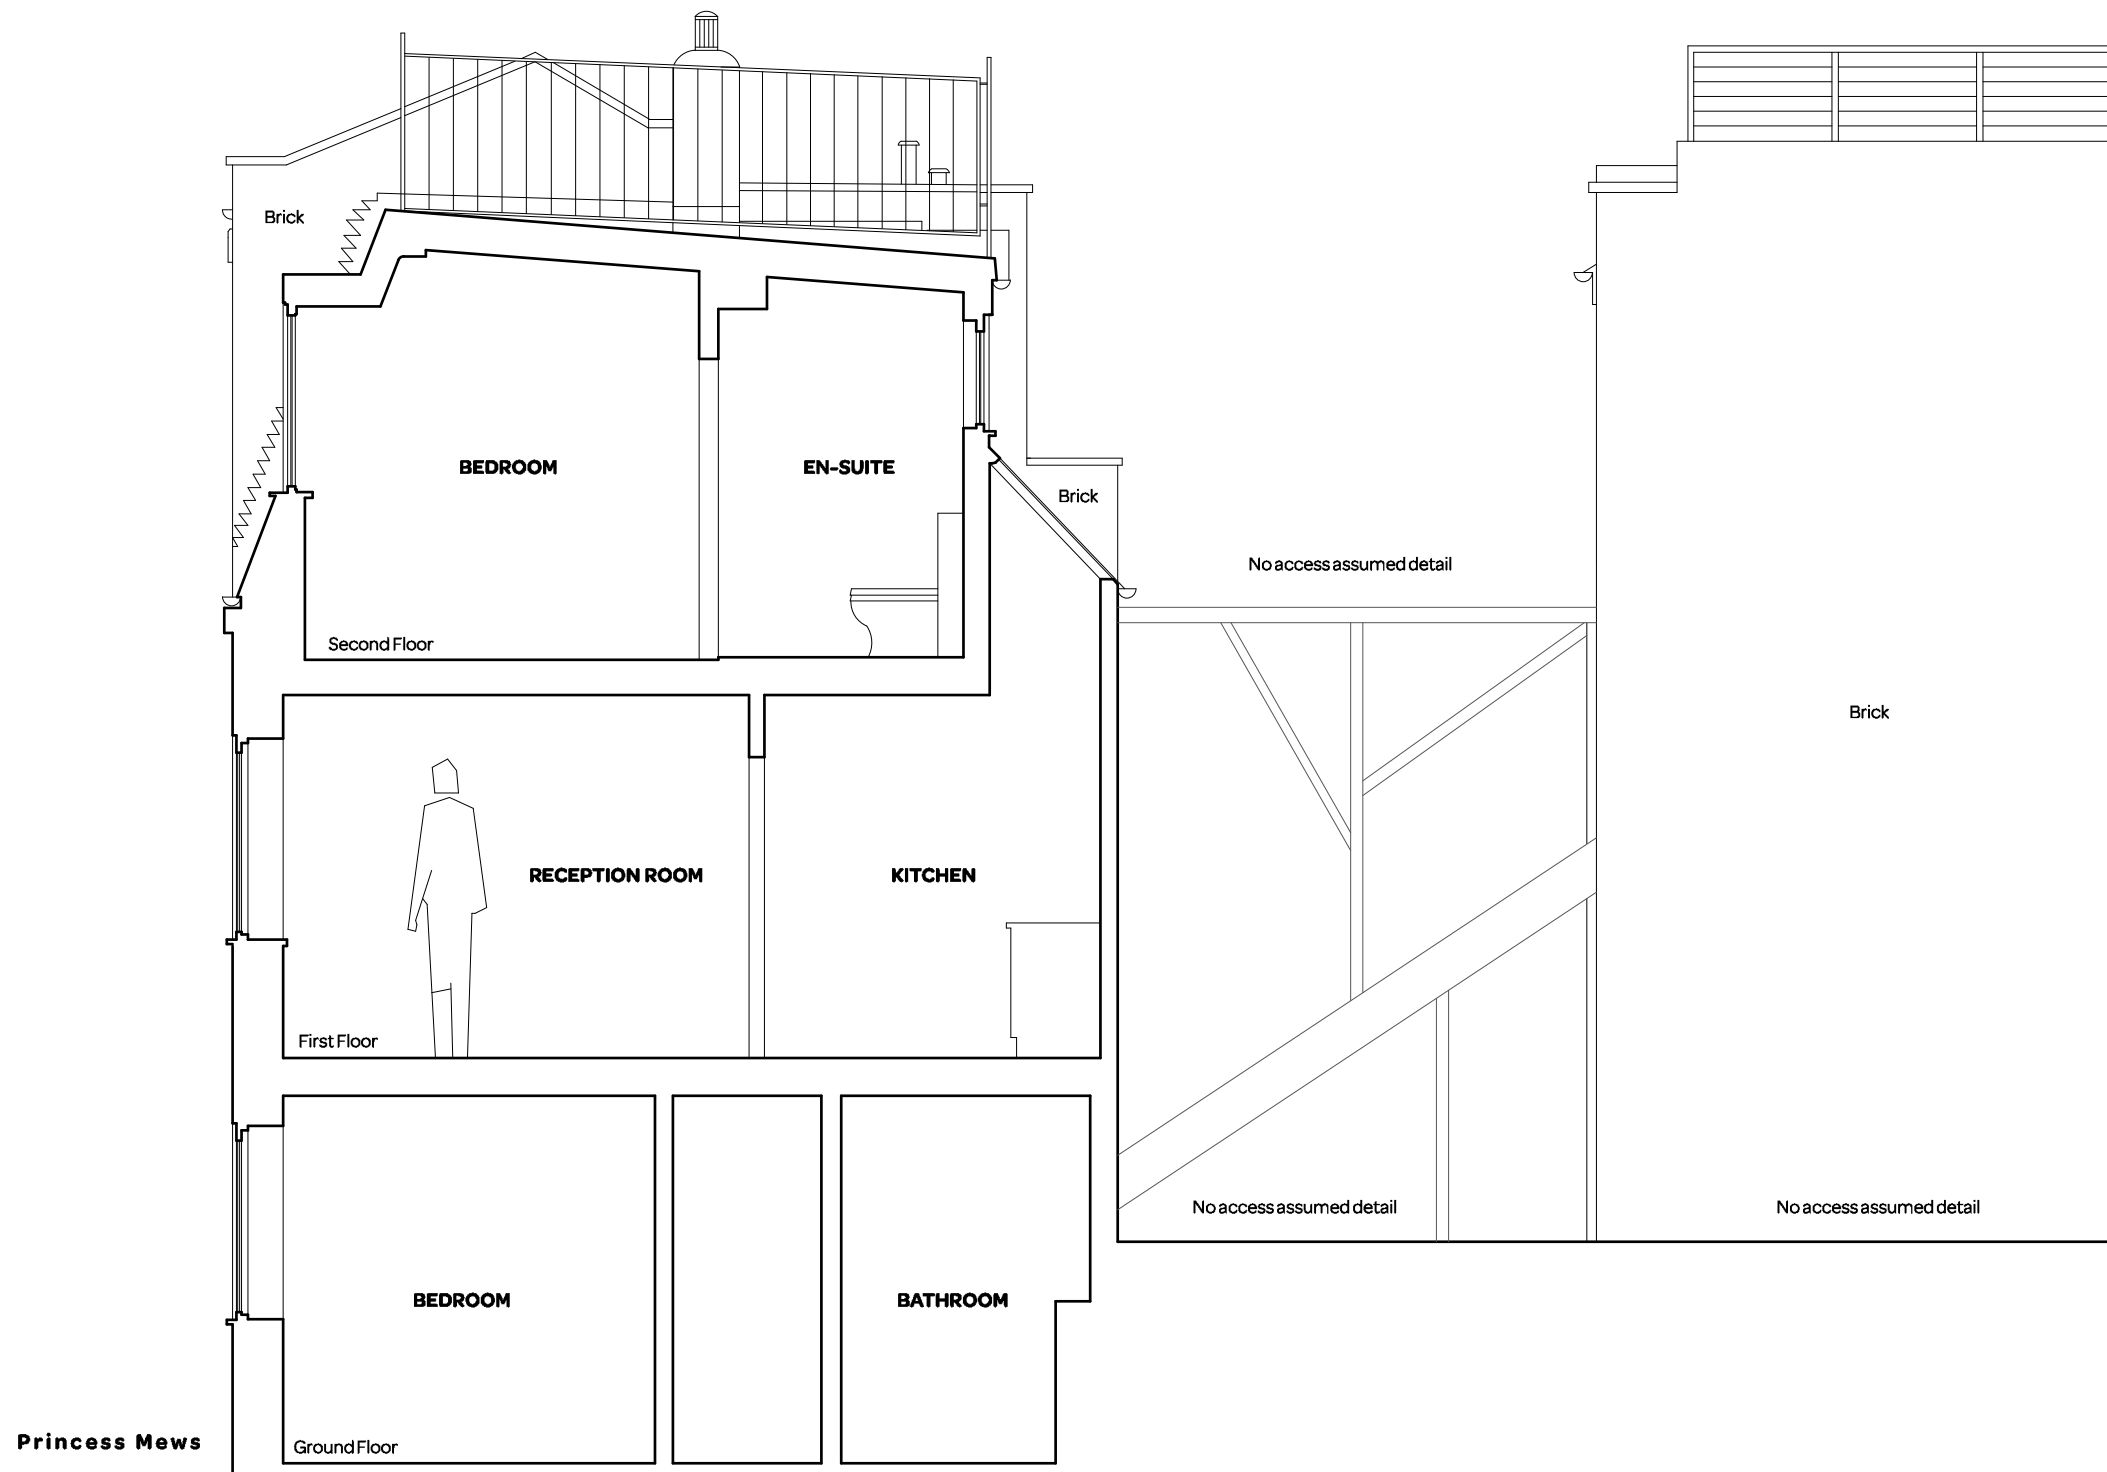 Brick
BEDROOM
EN-SUITE
Brick
No access assumed detail
Second Floor
Brick
RECEPTION ROOM
KITCHEN
First Floor
No access assumed detail
No access assumed detail
BEDROOM
BATHROOM
Princess Mews
Ground Floor